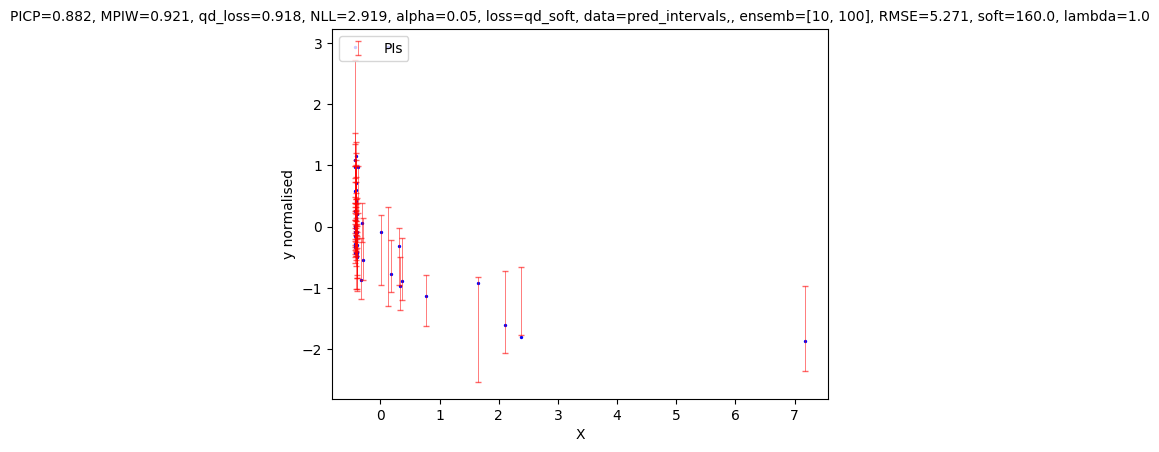 PICP=0.882, MPIW=0.921, qd_loss=0.918, NLL=2.919, alpha=0.05, loss=qd_soft, data=pred_intervals,, ensemb=[10, 100], RMSE=5.271, soft=160.0, lambda=1.0
PIs
3
2
1
0
−1
−2
y normalised
0 1 2 3 4 5 6 7
X